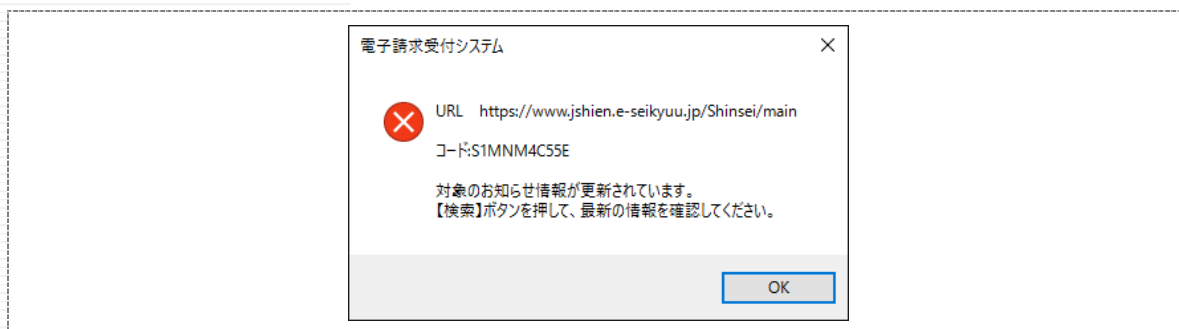 電子請求受付システム
URL　https://www.jshien.e-seikyuu.jp/Shinsei/main
コード:S1MNM4C55E
対象のお知らせ情報が更新されています。
【検索】ボタンを押して、最新の情報を確認してください。
OK